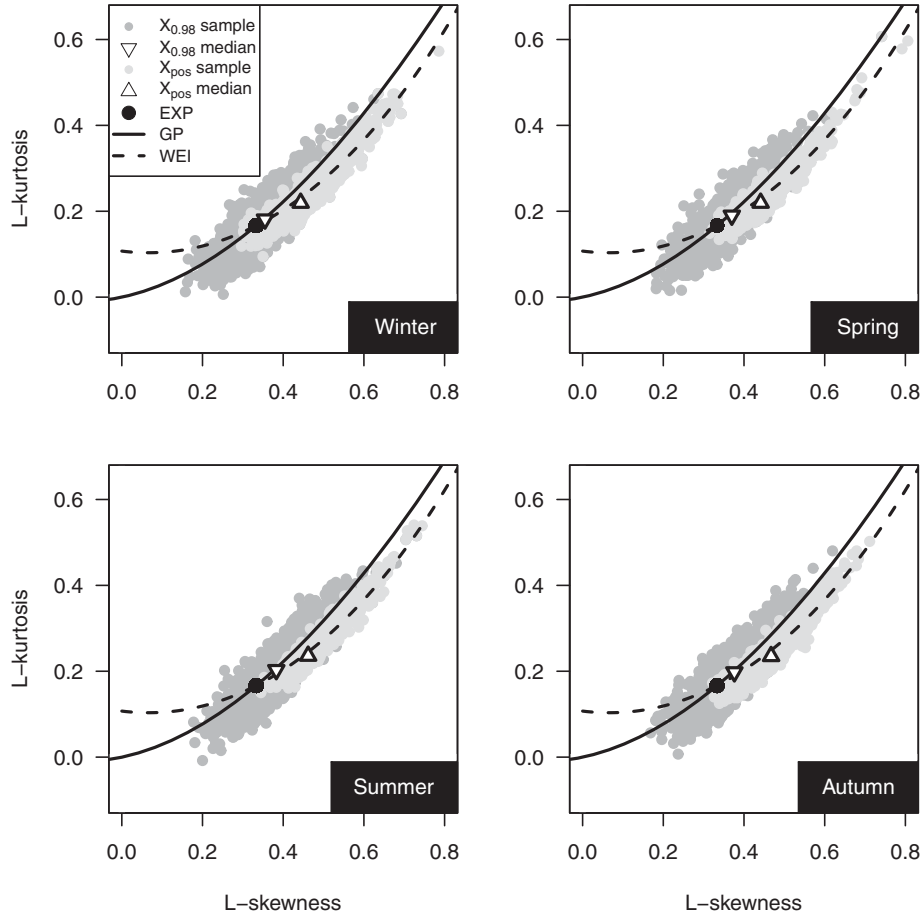 X0.98 sample
X0.98 median
Xpos sample
Xpos median
EXP
GP
WEI
L−kurtosis
0.6
0.4
0.2
0.0
Winter
0.0 0.2 0.4 0.6 0.8
0.6
0.4
0.2
0.0
Spring
0.0 0.2 0.4 0.6 0.8
L−kurtosis
0.6
0.4
0.2
0.0
Summer
0.0 0.2 0.4 0.6 0.8
L−skewness
0.6
0.4
0.2
0.0
Autumn
0.0 0.2 0.4 0.6 0.8
L−skewness